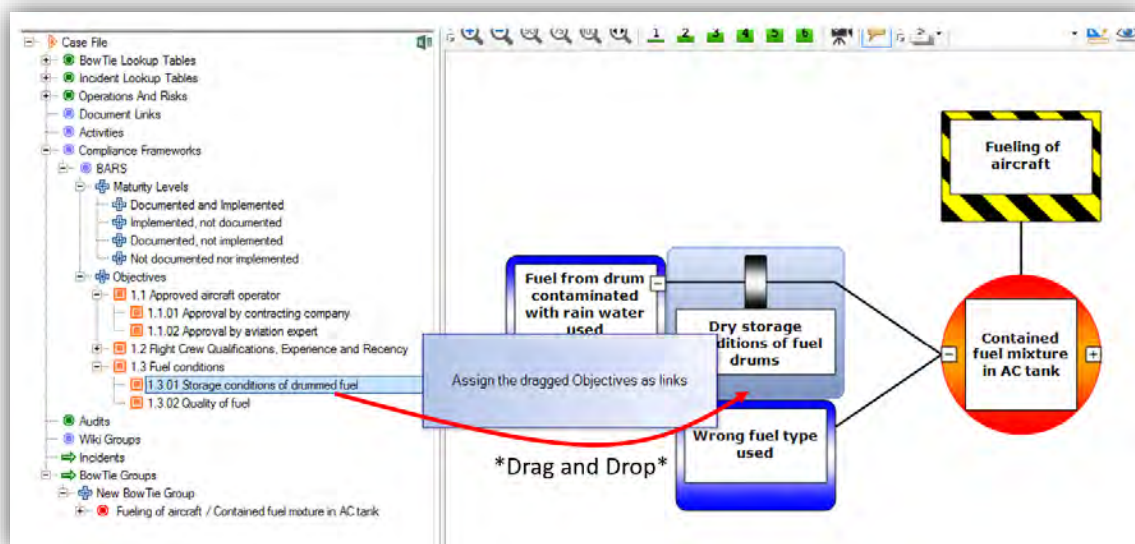 Case File
BowTie Lookup Tables
Incident Lookup Tables
Operations And Risks
Document Links
Activities
Compliance Frameworks
BARS
Maturity Levels
Documented and Implemented
Implemented, not documented
Documented, not implemented
Not documented nor implemented
Objectives
1.1 Approved aircraft operator
1.1.01 Approval by contracting company
1.1.02 Approval by aviation expert
1.2 Flight Crew Qualifications, Experience and Recency
1.3 Fuel conditions
1.3.01 Storage conditions of drummed fuel
1.3.02 Quality of fuel
Audits
Wiki Groups
Incidents
BowTie Groups
New BowTie Group
Fueling of aircraft / Contained fuel mixture in AC tank
1 2 3 4 5 6
Fueling of
aircraft
Fuel from drum
contaminated
with rain water
used
Dry storage
nditions of fuel
drums
Contained
fuel mixture
in AC tank
Assign the dragged Objectives as links
Wrong fuel type
used
*Drag and Drop*